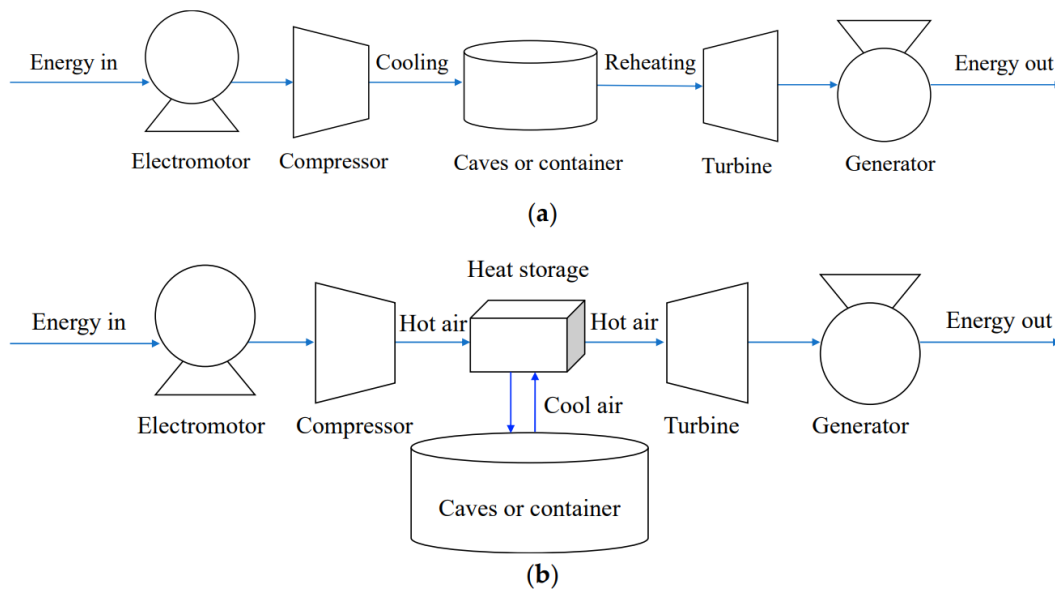 Energy in
Cooling
Reheating
Energy out
Electromotor
Compressor
Caves or container
Turbine
Generator
(a)
Heat storage
Energy in
Hot air
Hot air
Energy out
Cool air
Electromotor
Compressor
Turbine
Generator
Caves or container
(b)